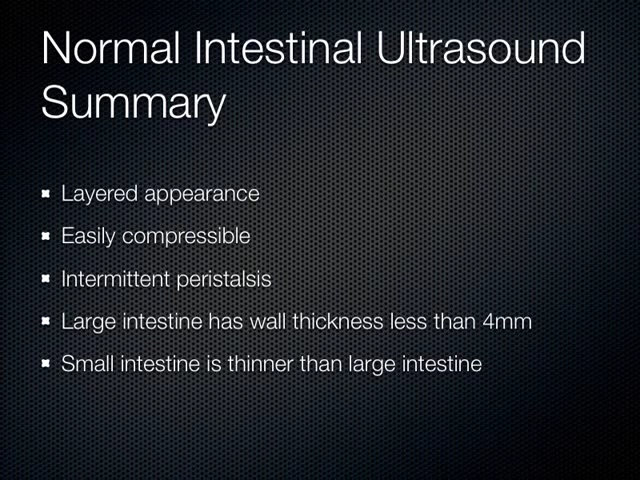 Normal Intestinal Ultrasound
Summary
Layered appearance
Easily compressible
Intermittent peristalsis
Large intestine has wall thickness less than 4mm
Small intestine is thinner than large intestine